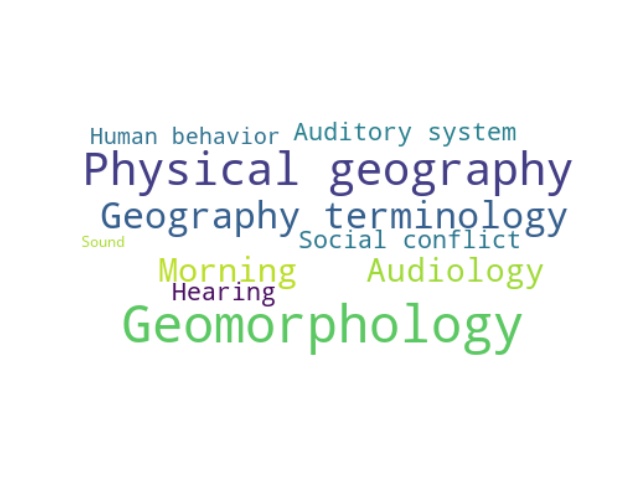 Human behavior
Auditory system
Physical geography
Geography terminology
Sound
Social conflict
Morning
Audiology
Hearing
Geomorphology